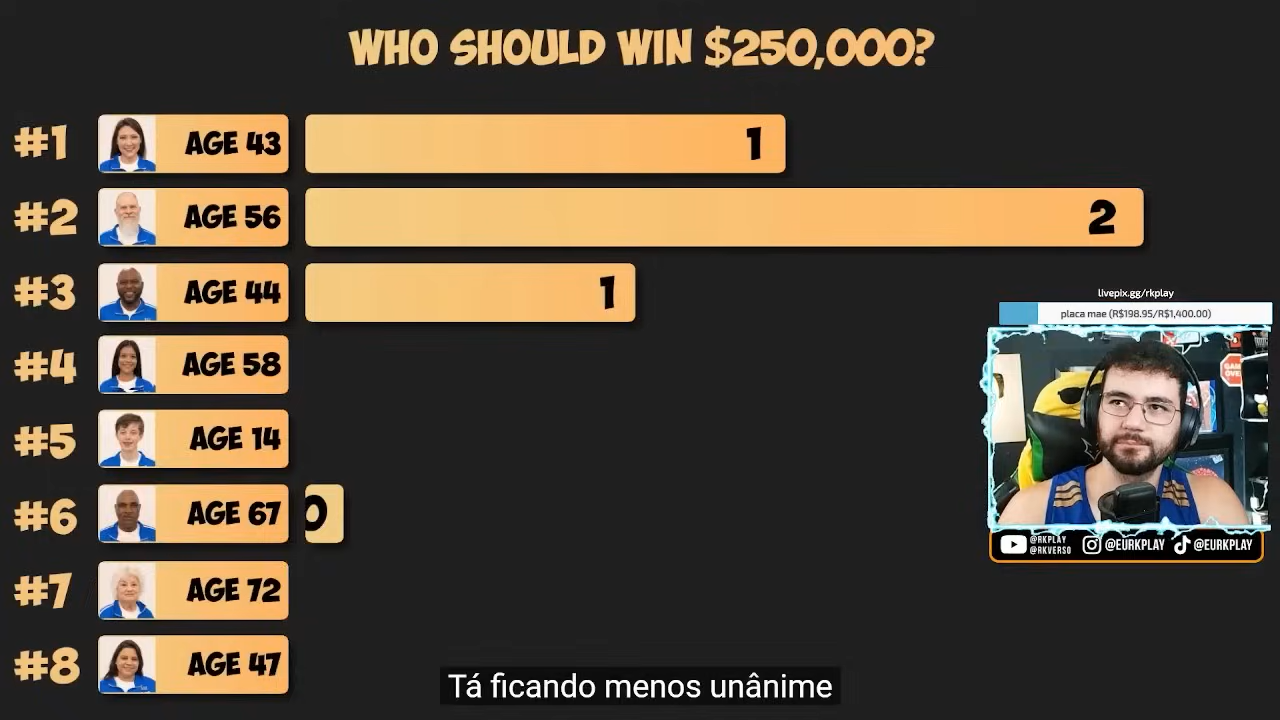 WHO SHOULD WIN $250,000?
#1 AGE 43 1
#2 AGE 56 2
#3 AGE 44 1
#4 AGE 58
#5 AGE 14
#6 AGE 67 0
#7 AGE 72
#8 AGE 47
livepix.gg/rkplay
placa mae (R$198.95/R$1,400.00)
GAME OVER
@RKPLAY
@RKVERSO
@EURKPLAY
@EURKPLAY
Tá ficando menos unânime